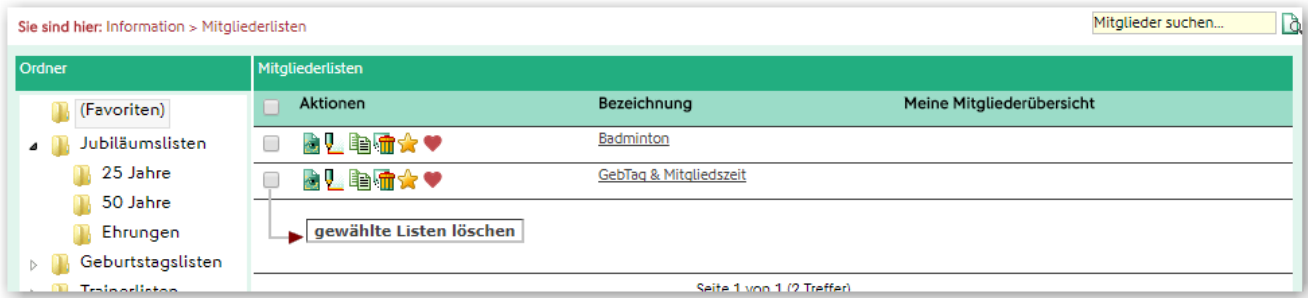 Sie sind hier: Information > Mitgliederlisten
Mitglieder suchen...
Ordner
Mitgliederlisten
(Favoriten)
Jubiläumslisten
25 Jahre
50 Jahre
Ehrungen
Geburtstagslisten
Trainerlisten
Aktionen Bezeichnung Meine Mitgliederübersicht
Badminton
GebTag & Mitgliedszeit
gewählte Listen löschen
Seite 1 von 1 (2 Treffer)